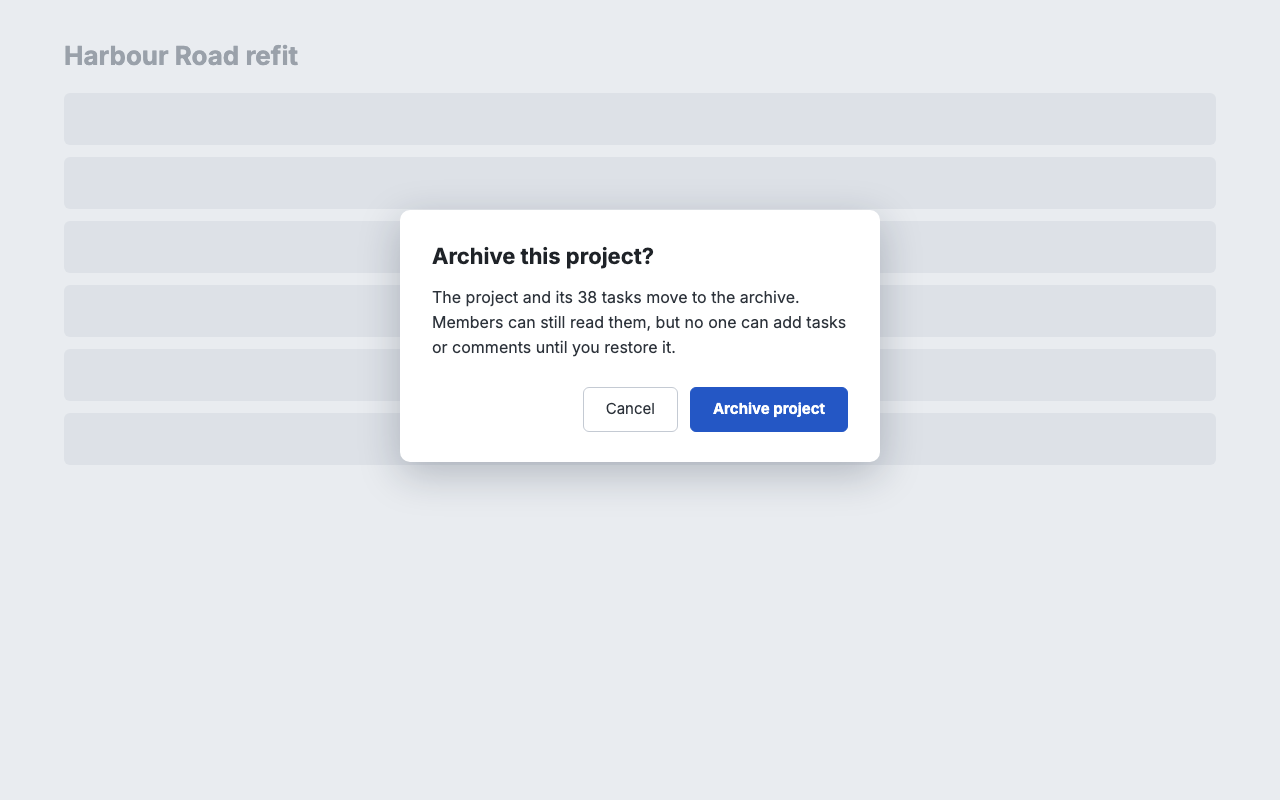 Harbour Road refit
Archive this project?
The project and its 38 tasks move to the archive.
Members can still read them, but no one can add tasks
or comments until you restore it.
Cancel
Archive project